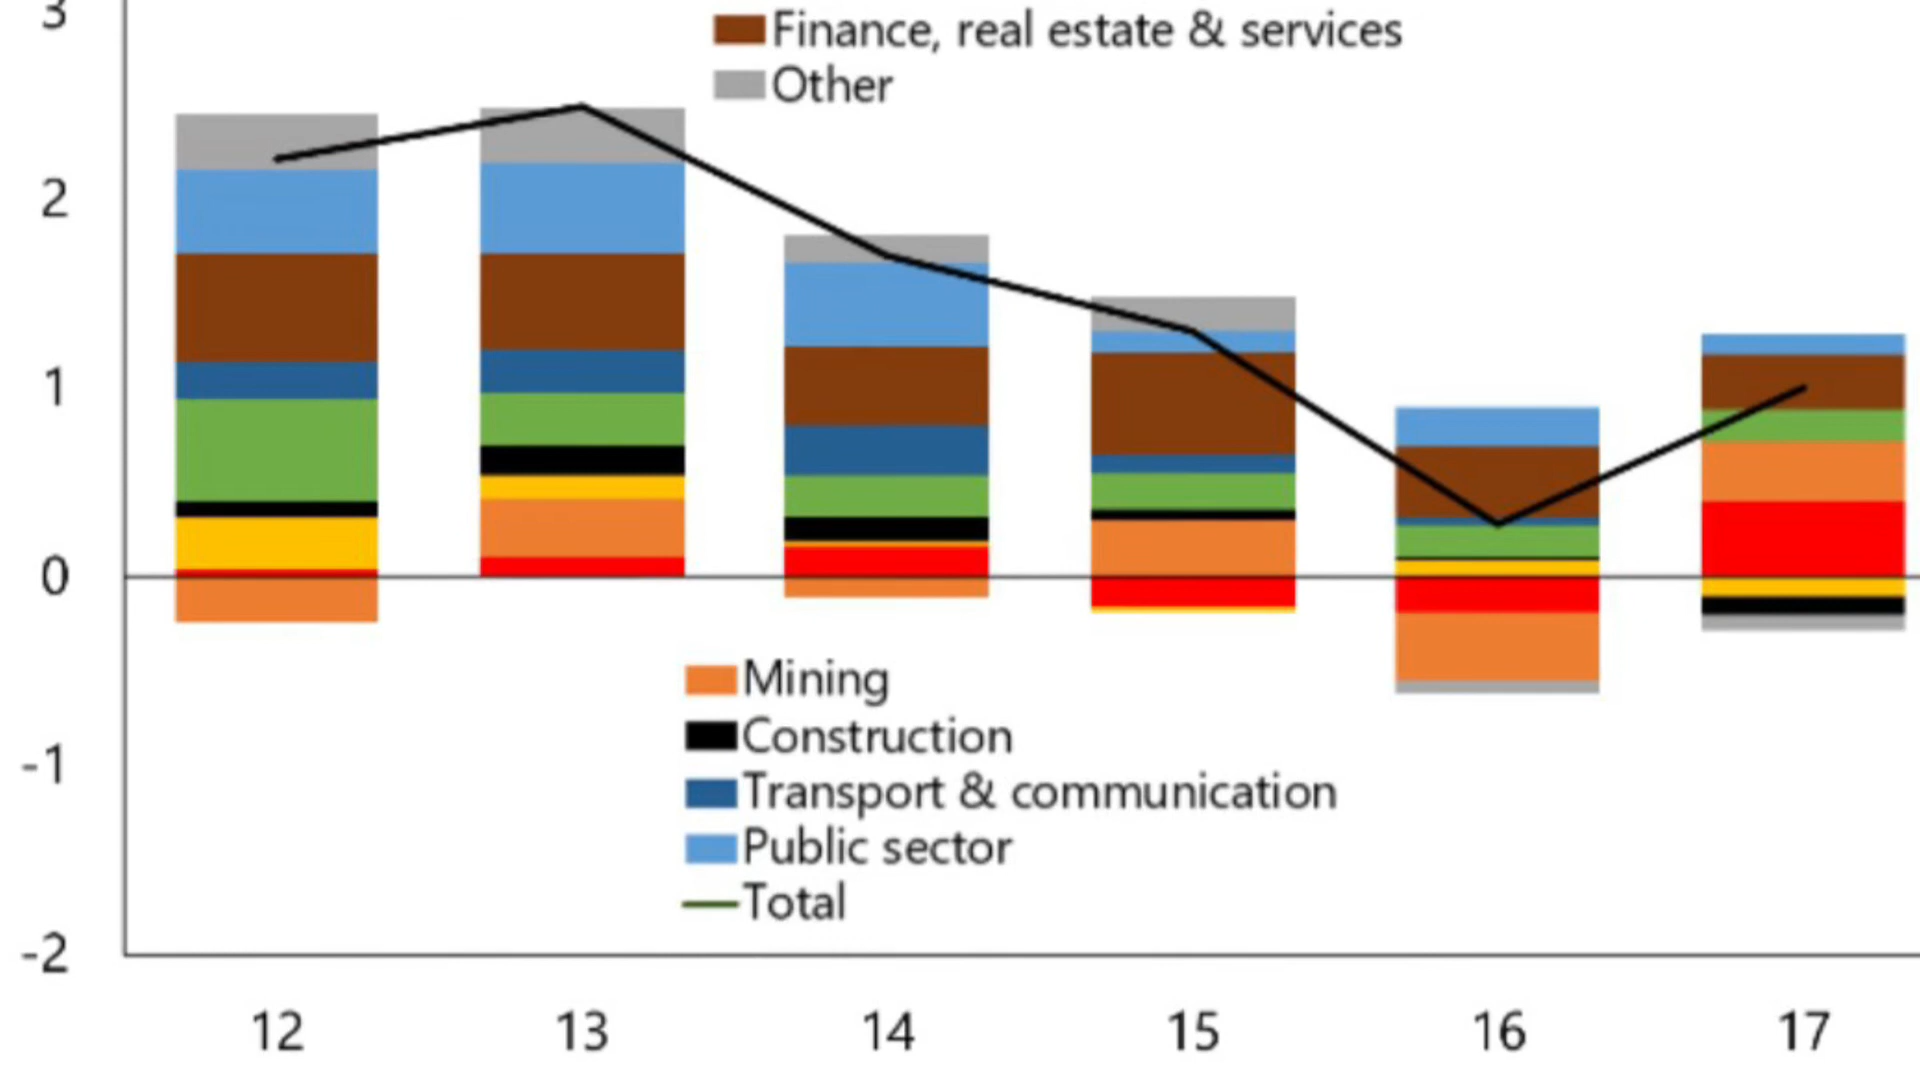 3
Finance, real estate & services
Other
2
1
0
Mining
Construction
-1
Transport & communication
Public sector
Total
-2
12 13 14 15 16 17